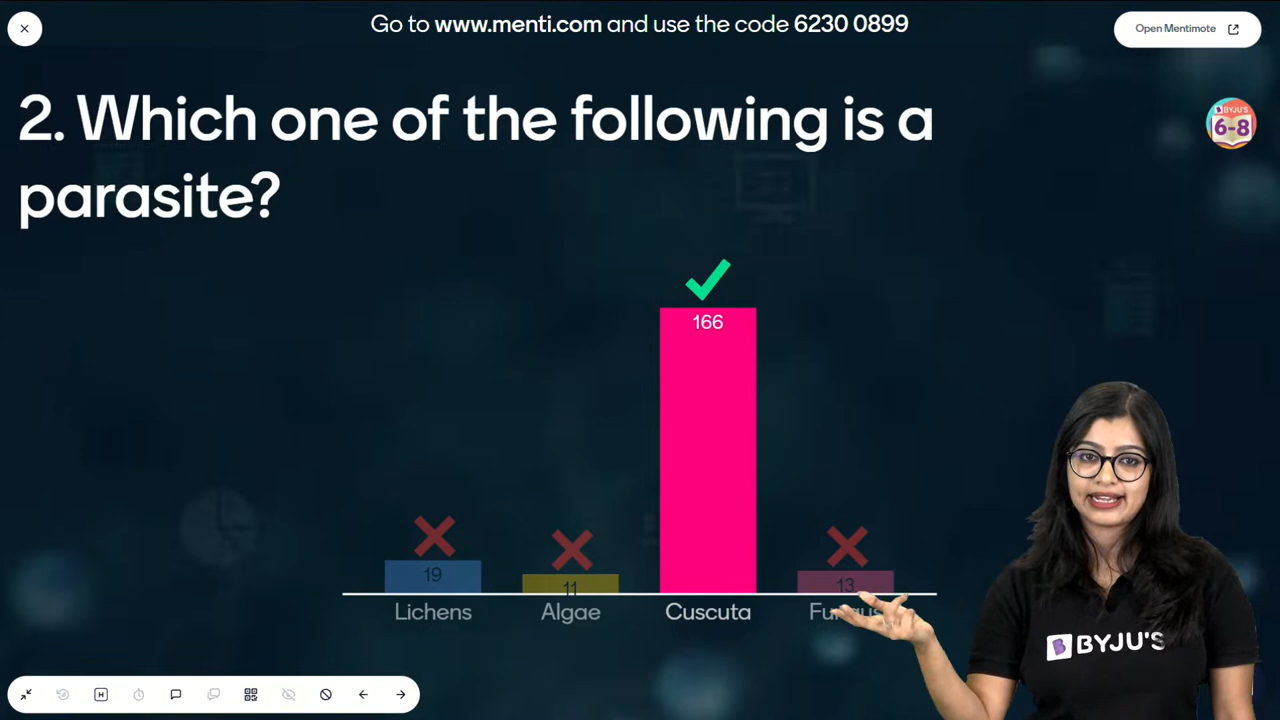 Go to www.menti.com and use the code 6230 0899
Open Mentimote
2. Which one of the following is a
parasite?
BYJU'S
6-8
166
19
11
13
Lichens
Algae
Cuscuta
Fungus
BYJU'S